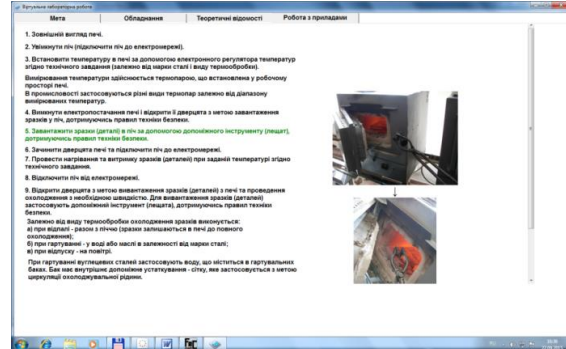 Віртуальна лабораторна робота
Мета Обладнання Теоретичні відомості Робота з приладами
1. Зовнішній вигляд печі.
2. Увімкнути піч (підключити піч до електромережі).
3. Встановити температуру в печі за допомогою електронного регулятора температур
згідно технічного завдання (залежно від марки сталі і виду термообробки).
Вимірювання температури здійснюється термопарою, що встановлена у робочому
просторі печі.
В промисловості застосовуються різні види термопар залежно від діапазону
вимірюваних температур.
4. Вимкнути електропостачання печі і відкрити її дверцята з метою завантаження
зразків у піч, дотримуючись правил техніки безпеки.
5. Завантажити зразки (деталі) в піч за допомогою допоміжного інструменту (лещат),
дотримуючись правил техніки безпеки.
6. Зачинити дверцята печі та підключити піч до електромережі.
7. Провести нагрівання та витримку зразків (деталей) при заданій температурі згідно
технічного завдання.
8. Відключити піч від електромережі.
9. Відкрити дверцята з метою вивантаження зразків (деталей) з печі та проведення
охолодження з необхідною швидкістю. Для вивантаження зразків (деталей)
застосовують допоміжний інструмент (лещата), дотримуючись правил техніки
безпеки.
Залежно від виду термообробки охолодження зразків виконується:
а) при відпалі - разом з піччю (зразки залишаються в печі до повного
охолодження);
б) при гартуванні - у воді або маслі в залежності від марки сталі;
в) при відпуску - на повітрі.
При гартуванні вуглецевих сталей застосовують воду, що міститься в гартувальних
баках. Бак має внутрішнє допоміжне устаткування - сітку, яке застосовується з метою
циркуляції охолоджувальної рідини.